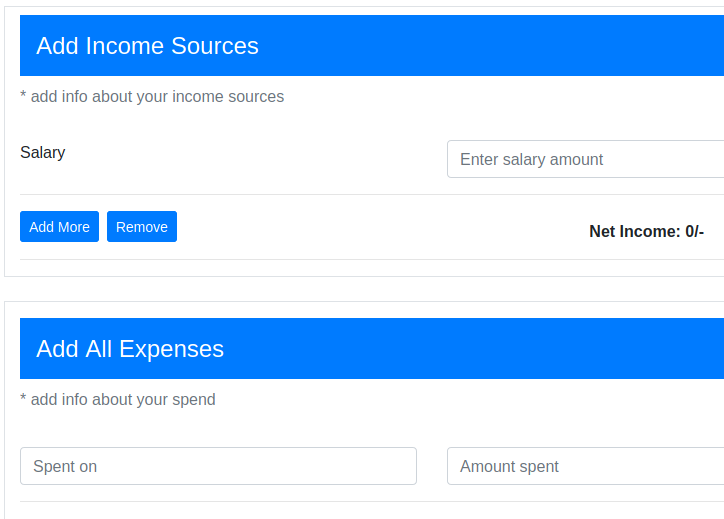 Add Income Sources
* add info about your income sources
Salary
Enter salary amount
Add More
Remove
Net Income: 0/-
Add All Expenses
* add info about your spend
Spent on
Amount spent